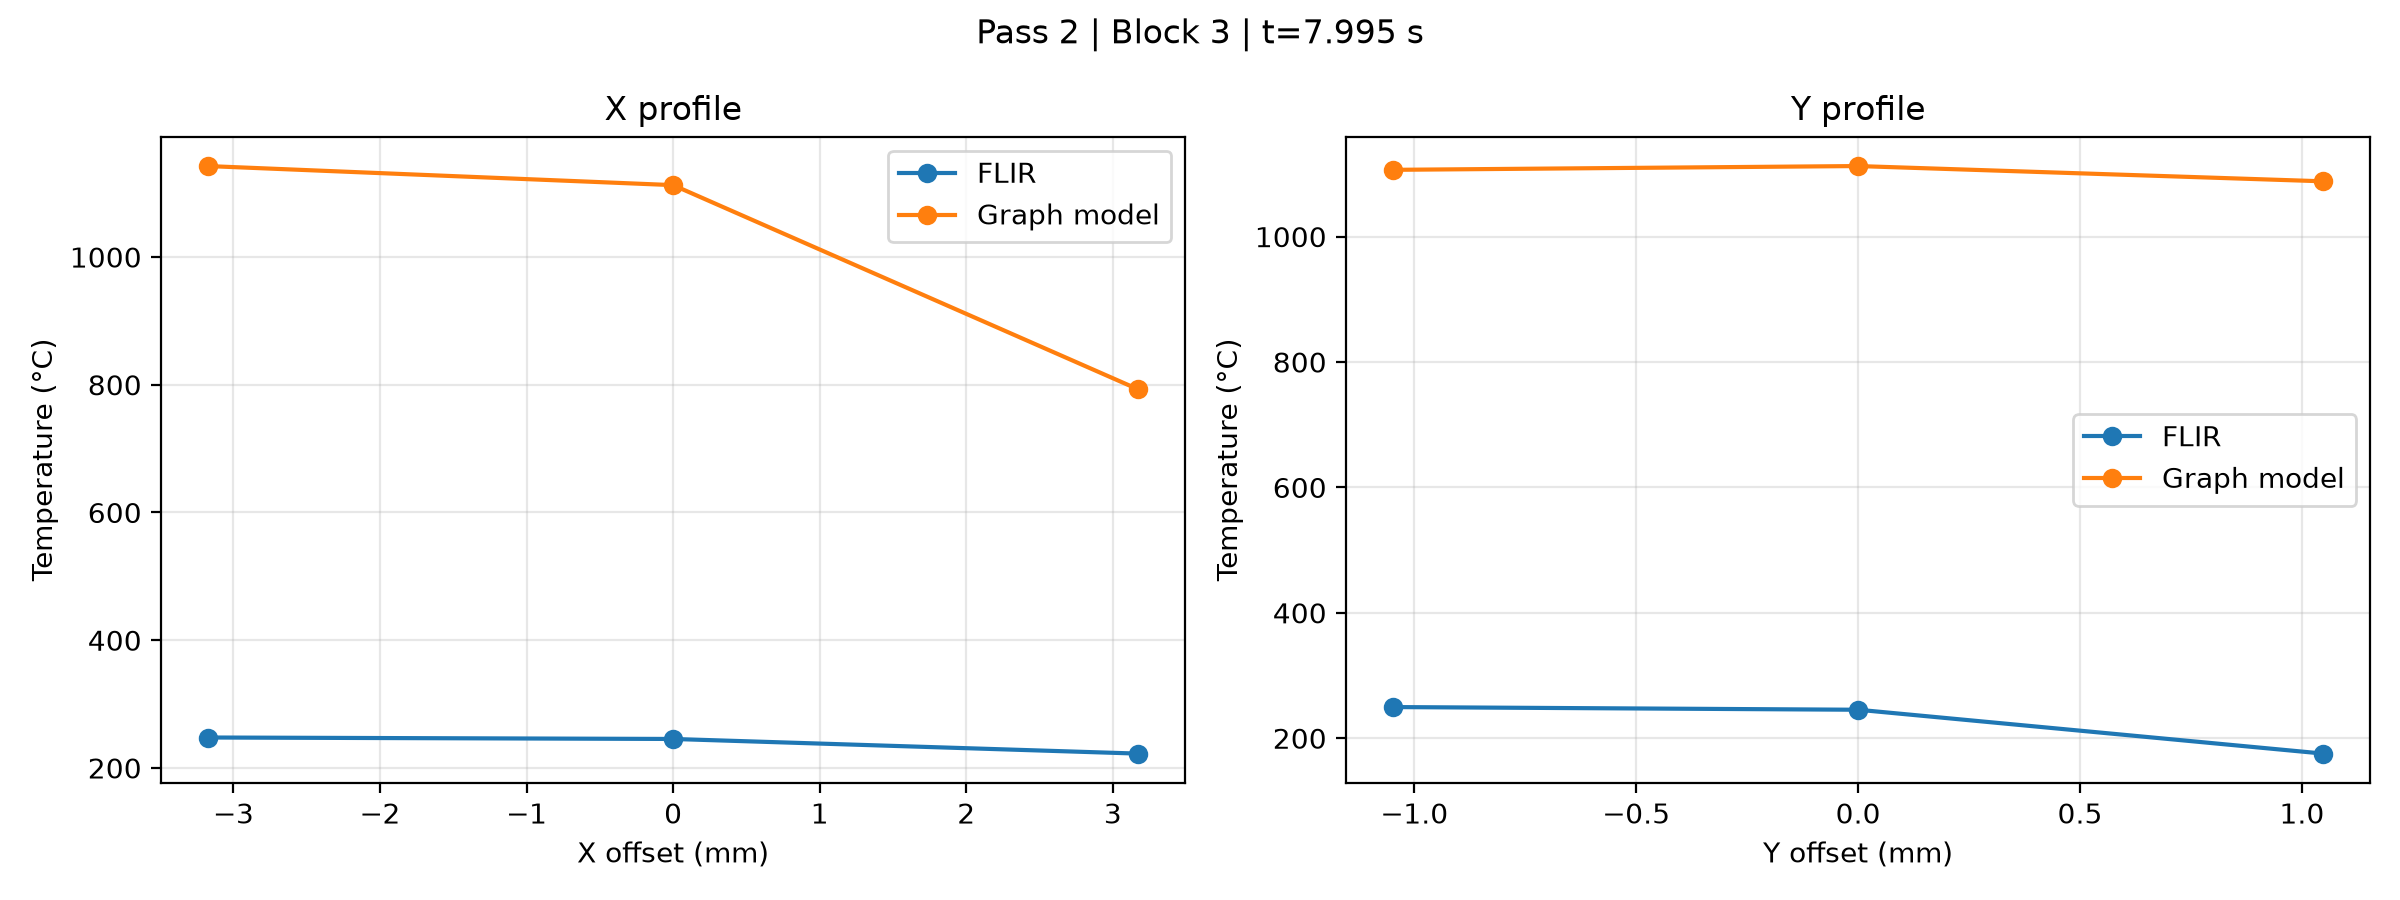 Pass 2 | Block 3 | t=7.995 s
X profile
FLIR
Graph model
1000
800
600
400
200
Temperature (°C)
−3
−2
−1
0
1
2
3
X offset (mm)
Y profile
FLIR
Graph model
1000
800
600
400
200
Temperature (°C)
−1.0
−0.5
0.0
0.5
1.0
Y offset (mm)